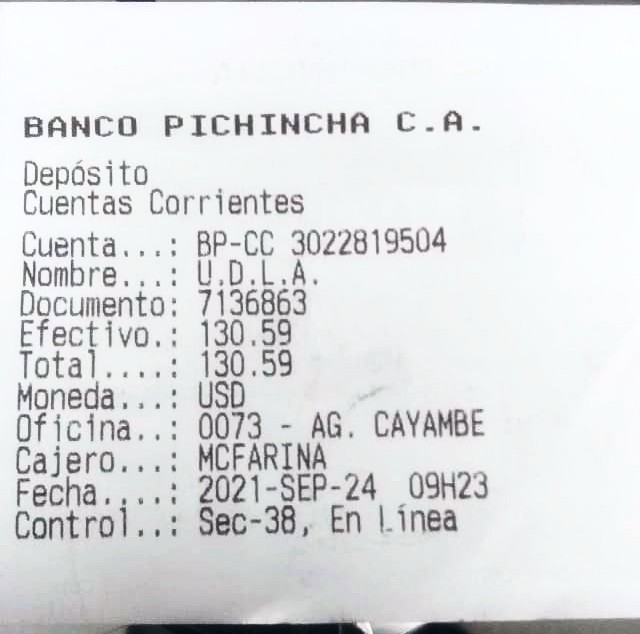 BANCO PICHINCHA C.A.
Depósito
Cuentas Corrientes
Cuenta...: BP-CC 3022819504
Nombre...: U.D.L.A.
Documento: 7136863
Efectivo.: 130.59
Total....: 130.59
Moneda...: USD
Oficina..: 0073 - AG. CAYAMBE
Cajero...: MCFARINA
Fecha....: 2021-SEP-24 09H23
Control..: Sec-38, En Línea